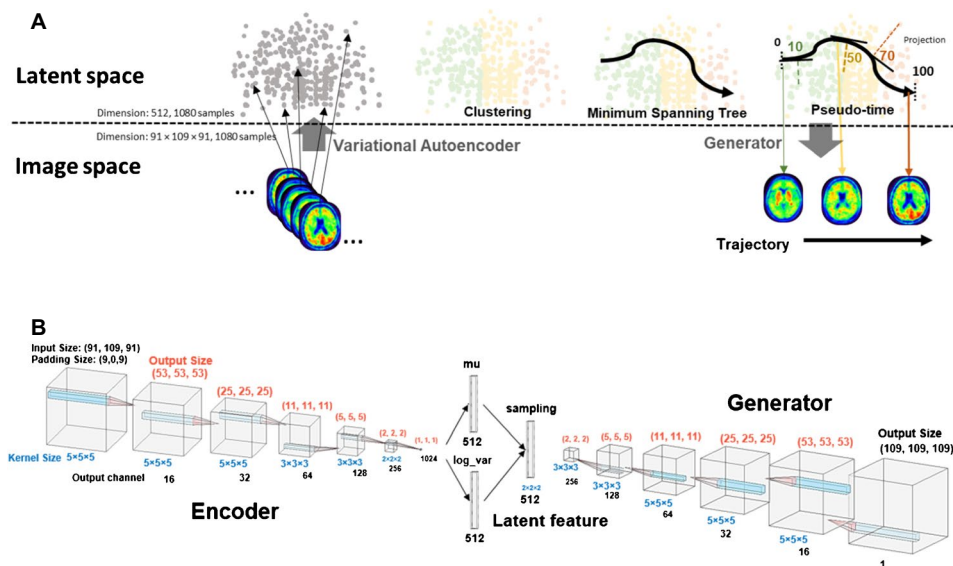 A
Latent space
Dimension: 512, 1080 samples
Dimension: 91 × 109 × 91, 1080 samples
Image space
Variational Autoencoder
Clustering
Minimum Spanning Tree
0
10
50
70
Projection
100
Pseudo-time
Generator
...
...
Trajectory
B
Input Size: (91, 109, 91)
Padding Size: (9,0,9)
Output Size
(53, 53, 53)
(25, 25, 25)
(11, 11, 11)
(5, 5, 5)
(2, 2, 2)
(1, 1, 1)
Kernel Size
5×5×5
5×5×5
5×5×5
3×3×3
3×3×3
2×2×2
Output channel
16
32
64
128
256
1024
Encoder
mu
512
log_var
512
sampling
2×2×2
512
Latent feature
Generator
(2, 2, 2)
(5, 5, 5)
(11, 11, 11)
(25, 25, 25)
(53, 53, 53)
Output Size
(109, 109, 109)
3×3×3
256
3×3×3
128
5×5×5
64
5×5×5
32
5×5×5
16
1